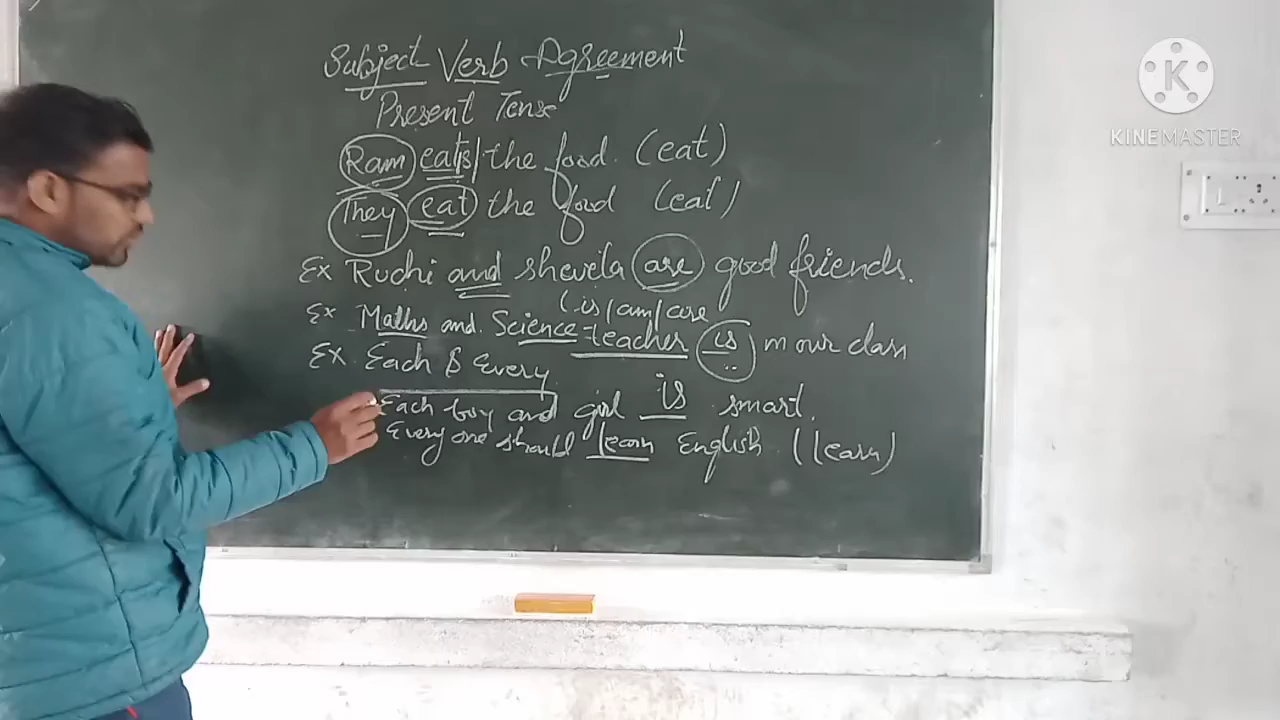 Subject Verb Agreement
Present Tense
Ram eats/ the food. (eat)
They eat the food (eat)
Ex Ruchi and sheela are good friends.
(is/am/are
Ex Maths and Science teacher is in our class
Ex Each & Every
Each boy and girl is smart.
Everyone should learn English (learn)
K
KINEMASTER